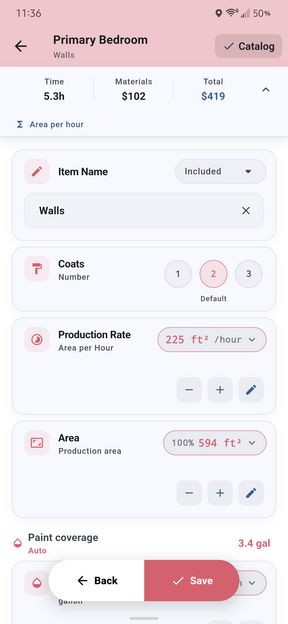 11:36
50%
Primary Bedroom
Walls
Catalog
Time
Materials
Total
5.3h
$102
$419
Σ Area per hour
Item Name
Included
Walls
Coats
Number
1
2
3
Default
Production Rate
Area per Hour
225 ft² /hour
Area
Production area
100% 594 ft²
Paint coverage
Auto
3.4 gal
Back
Save
gallon